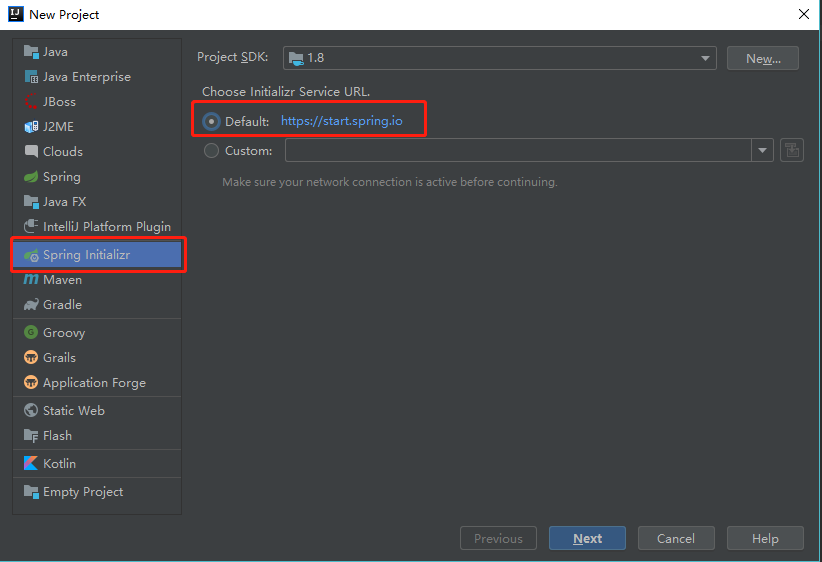 New Project
Java
Java Enterprise
JBoss
J2ME
Clouds
Spring
Java FX
IntelliJ Platform Plugin
Spring Initializr
Maven
Gradle
Groovy
Grails
Application Forge
Static Web
Flash
Kotlin
Empty Project
Project SDK: 1.8 New...
Choose Initializr Service URL.
Default: https://start.spring.io
Custom:
Make sure your network connection is active before continuing.
Previous Next Cancel Help